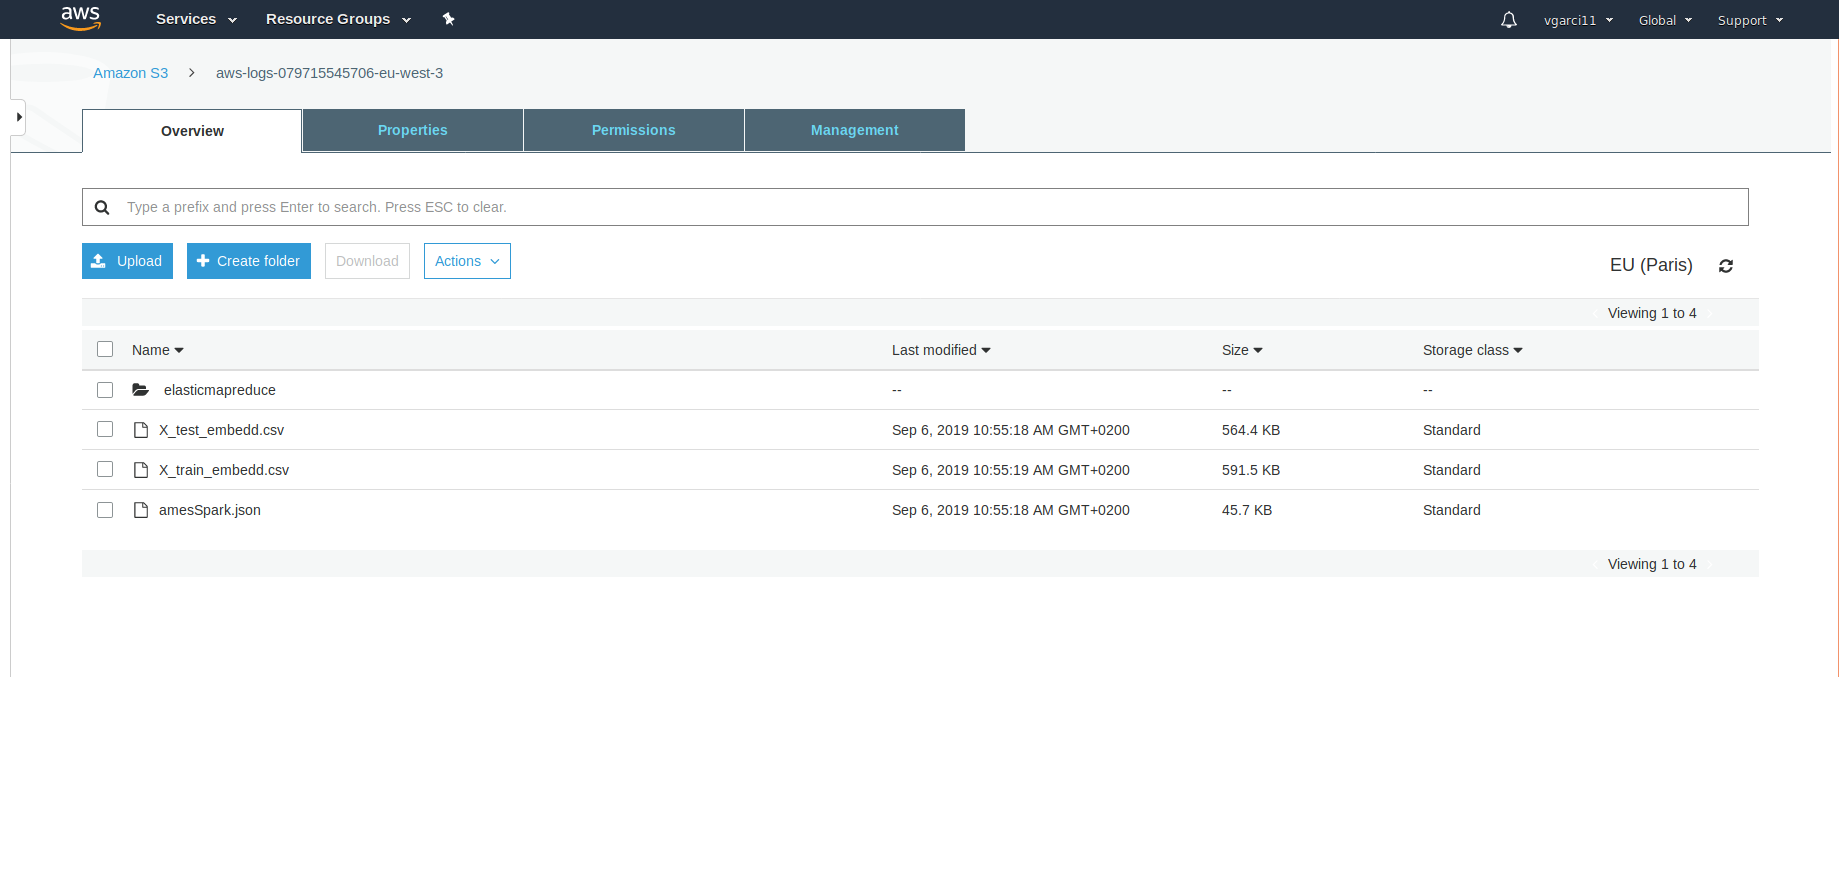 aws Services Resource Groups vgarci11 Global Support
Amazon S3 > aws-logs-079715545706-eu-west-3
Overview Properties Permissions Management
Type a prefix and press Enter to search. Press ESC to clear.
Upload Create folder Download Actions EU (Paris)
Viewing 1 to 4
Name Last modified Size Storage class
elasticmapreduce -- -- --
X_test_embedd.csv Sep 6, 2019 10:55:18 AM GMT+0200 564.4 KB Standard
X_train_embedd.csv Sep 6, 2019 10:55:19 AM GMT+0200 591.5 KB Standard
amesSpark.json Sep 6, 2019 10:55:18 AM GMT+0200 45.7 KB Standard
Viewing 1 to 4